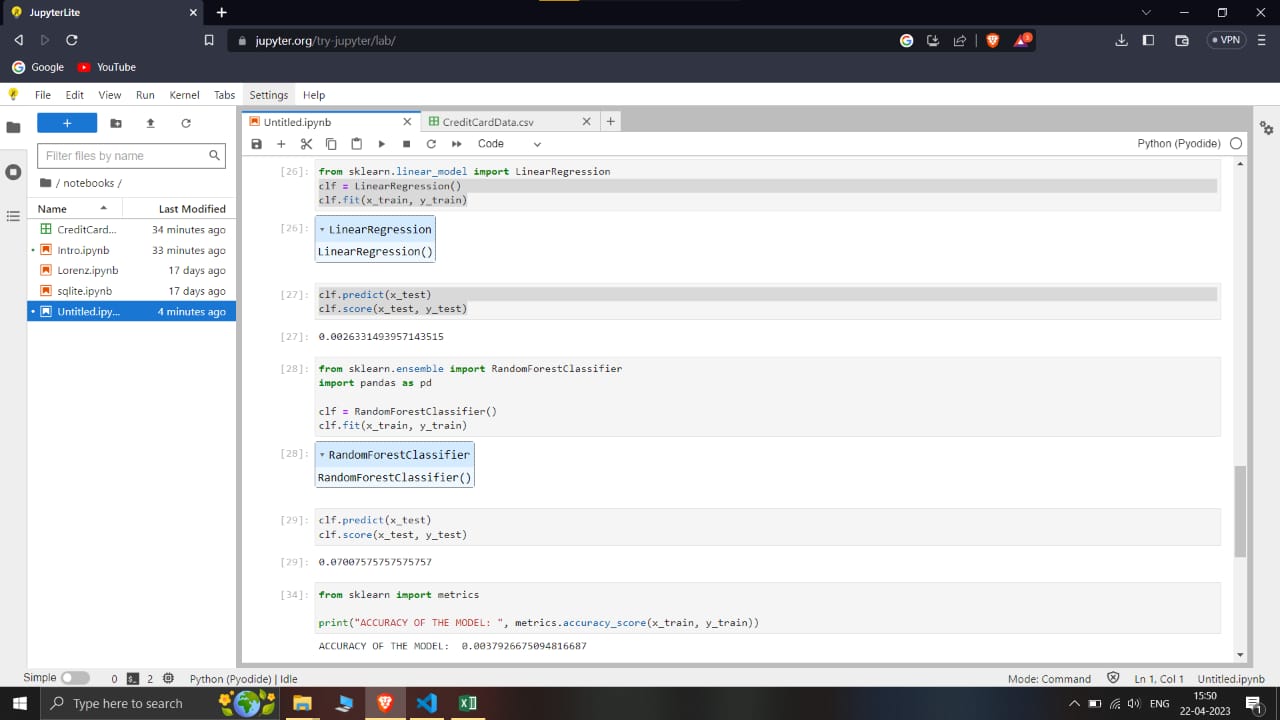 JupyterLite
jupyter.org/try-jupyter/lab/
VPN
Google YouTube
File Edit View Run Kernel Tabs Settings Help
Filter files by name
/ notebooks /
Name Last Modified
CreditCard... 34 minutes ago
Intro.ipynb 33 minutes ago
Lorenz.ipynb 17 days ago
sqlite.ipynb 17 days ago
Untitled.ipy... 4 minutes ago
Untitled.ipynb CreditCardData.csv
Code Python (Pyodide)
[26]: from sklearn.linear_model import LinearRegression
clf = LinearRegression()
clf.fit(x_train, y_train)
[26]: ▾ LinearRegression
LinearRegression()
[27]: clf.predict(x_test)
clf.score(x_test, y_test)
[27]: 0.0026331493957143515
[28]: from sklearn.ensemble import RandomForestClassifier
import pandas as pd
clf = RandomForestClassifier()
clf.fit(x_train, y_train)
[28]: ▾ RandomForestClassifier
RandomForestClassifier()
[29]: clf.predict(x_test)
clf.score(x_test, y_test)
[29]: 0.07007575757575757
[34]: from sklearn import metrics
print("ACCURACY OF THE MODEL: ", metrics.accuracy_score(x_train, y_train))
ACCURACY OF THE MODEL:  0.0037926675094816687
Simple 0 2 Python (Pyodide) | Idle Mode: Command Ln 1, Col 1 Untitled.ipynb
Type here to search
ENG
15:50
22-04-2023
1